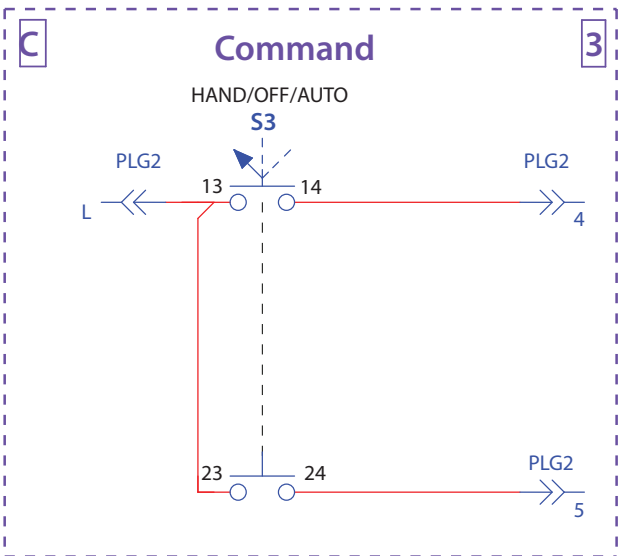 C Command 3
HAND/OFF/AUTO
S3
PLG2 PLG2
13 14
L 4
23 24 PLG2
5